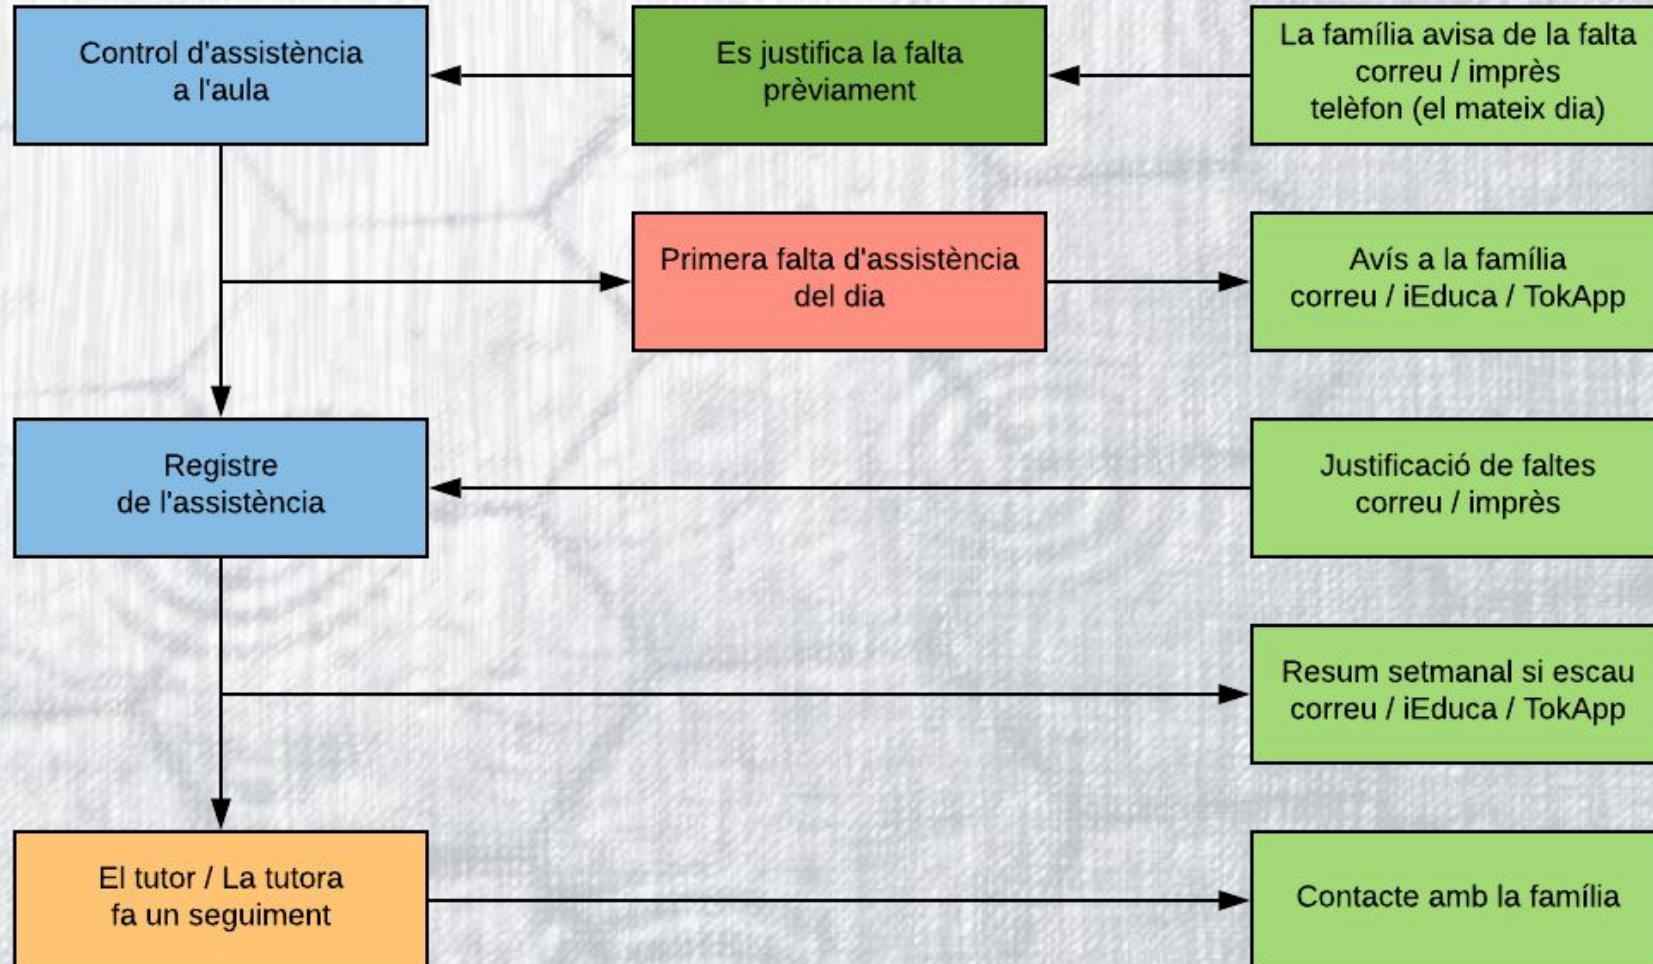 Control d'assistència
a l'aula
Es justifica la falta
prèviament
La família avisa de la falta
correu / imprès
telèfon (el mateix dia)
Primera falta d'assistència
del dia
Avís a la família
correu / iEduca / TokApp
Registre
de l'assistència
Justificació de faltes
correu / imprès
Resum setmanal si escau
correu / iEduca / TokApp
El tutor / La tutora
fa un seguiment
Contacte amb la família